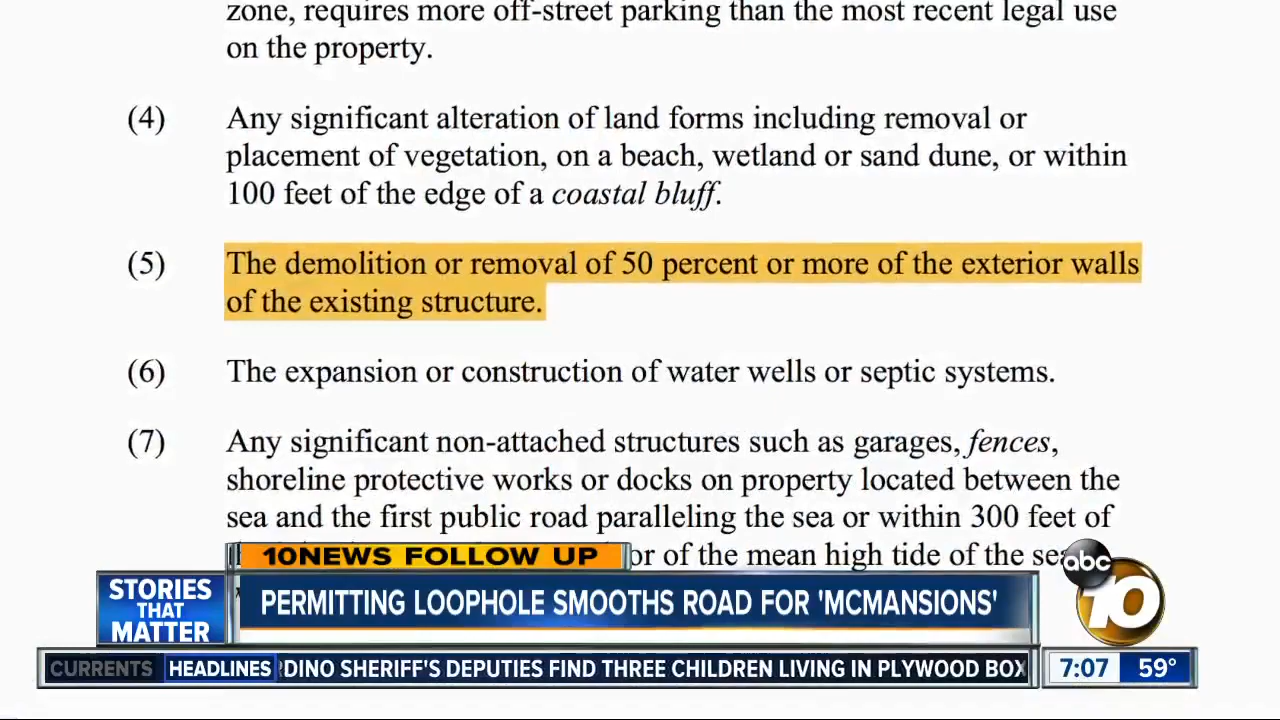 zone, requires more off-street parking than the most recent legal use
on the property.
(4) Any significant alteration of land forms including removal or
placement of vegetation, on a beach, wetland or sand dune, or within
100 feet of the edge of a coastal bluff.
(5) The demolition or removal of 50 percent or more of the exterior walls
of the existing structure.
(6) The expansion or construction of water wells or septic systems.
(7) Any significant non-attached structures such as garages, fences,
shoreline protective works or docks on property located between the
sea and the first public road paralleling the sea or within 300 feet of
or of the mean high tide of the sea
10NEWS FOLLOW UP
abc
10
STORIES
THAT
MATTER
PERMITTING LOOPHOLE SMOOTHS ROAD FOR 'MCMANSIONS'
CURRENTS HEADLINES RDINO SHERIFF'S DEPUTIES FIND THREE CHILDREN LIVING IN PLYWOOD BOX
7:07 59°